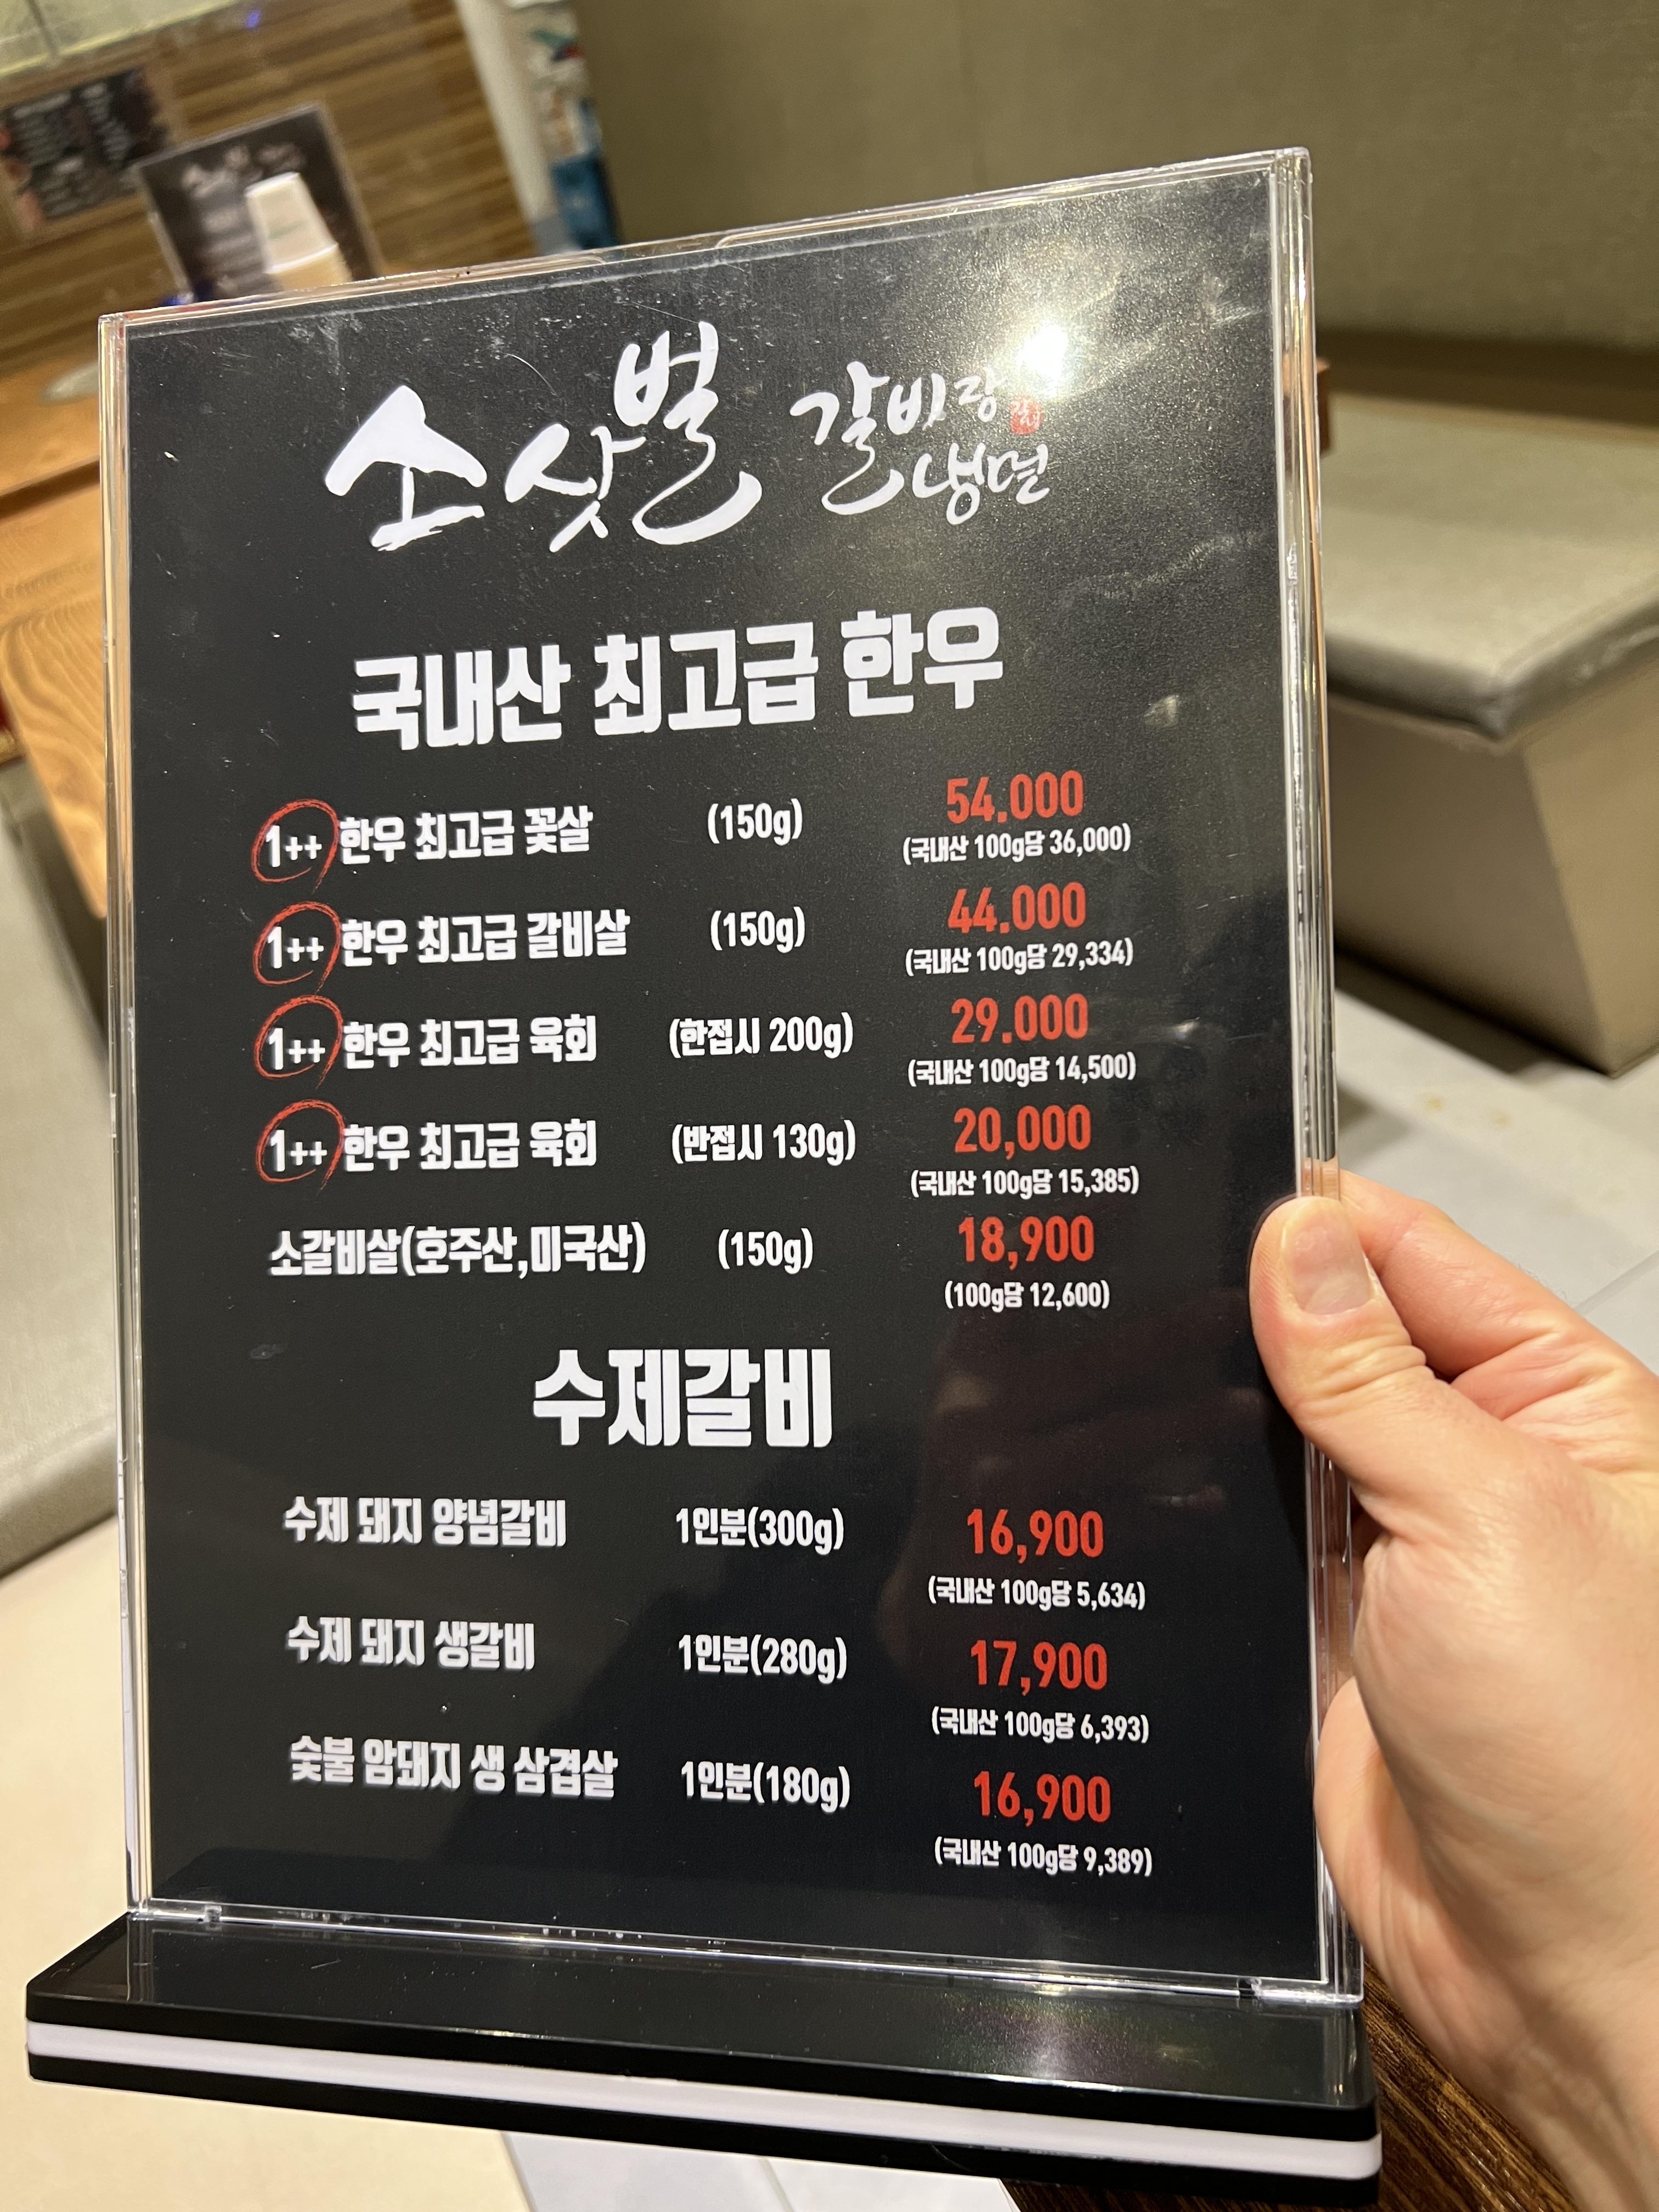 소삿벌 갈비랑
냉면
국내산 최고급 한우
1++ 한우 최고급 꽃살 (150g) 54.000
(국내산 100g당 36,000)
1++ 한우 최고급 갈비살 (150g) 44.000
(국내산 100g당 29,334)
1++ 한우 최고급 육회 (한접시 200g) 29.000
(국내산 100g당 14,500)
1++ 한우 최고급 육회 (반접시 130g) 20,000
(국내산 100g당 15,385)
소갈비살(호주산,미국산) (150g) 18,900
(100g당 12,600)
수제갈비
수제 돼지 양념갈비 1인분(300g) 16,900
(국내산 100g당 5,634)
수제 돼지 생갈비 1인분(280g) 17,900
(국내산 100g당 6,393)
숯불 암돼지 생 삼겹살 1인분(180g) 16,900
(국내산 100g당 9,389)